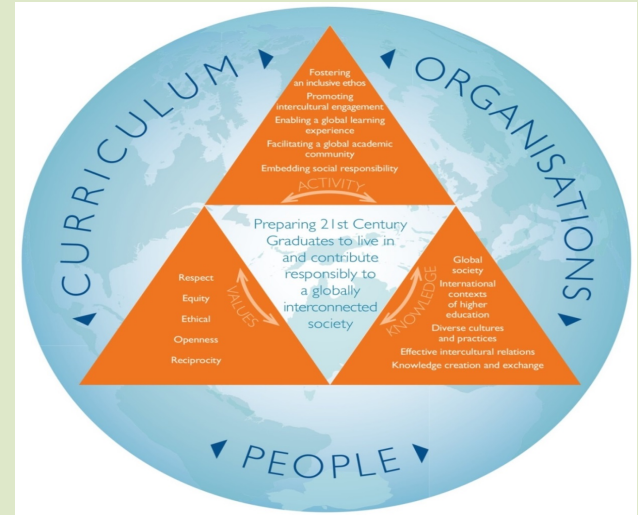 CURRICULUM
ORGANISATIONS
Fostering
an inclusive ethos
Promoting
intercultural engagement
Enabling a global learning
experience
Facilitating a global academic
community
Embedding social responsibility
ACTIVITY
Preparing 21st Century
Graduates to live in
and contribute
responsibly to
a globally
interconnected
society
Respect
Equity
Ethical
Openness
Reciprocity
VALUES
KNOWLEDGE
Global
society
International
contexts
of higher
education
Diverse cultures
and practices
Effective intercultural relations
Knowledge creation and exchange
PEOPLE